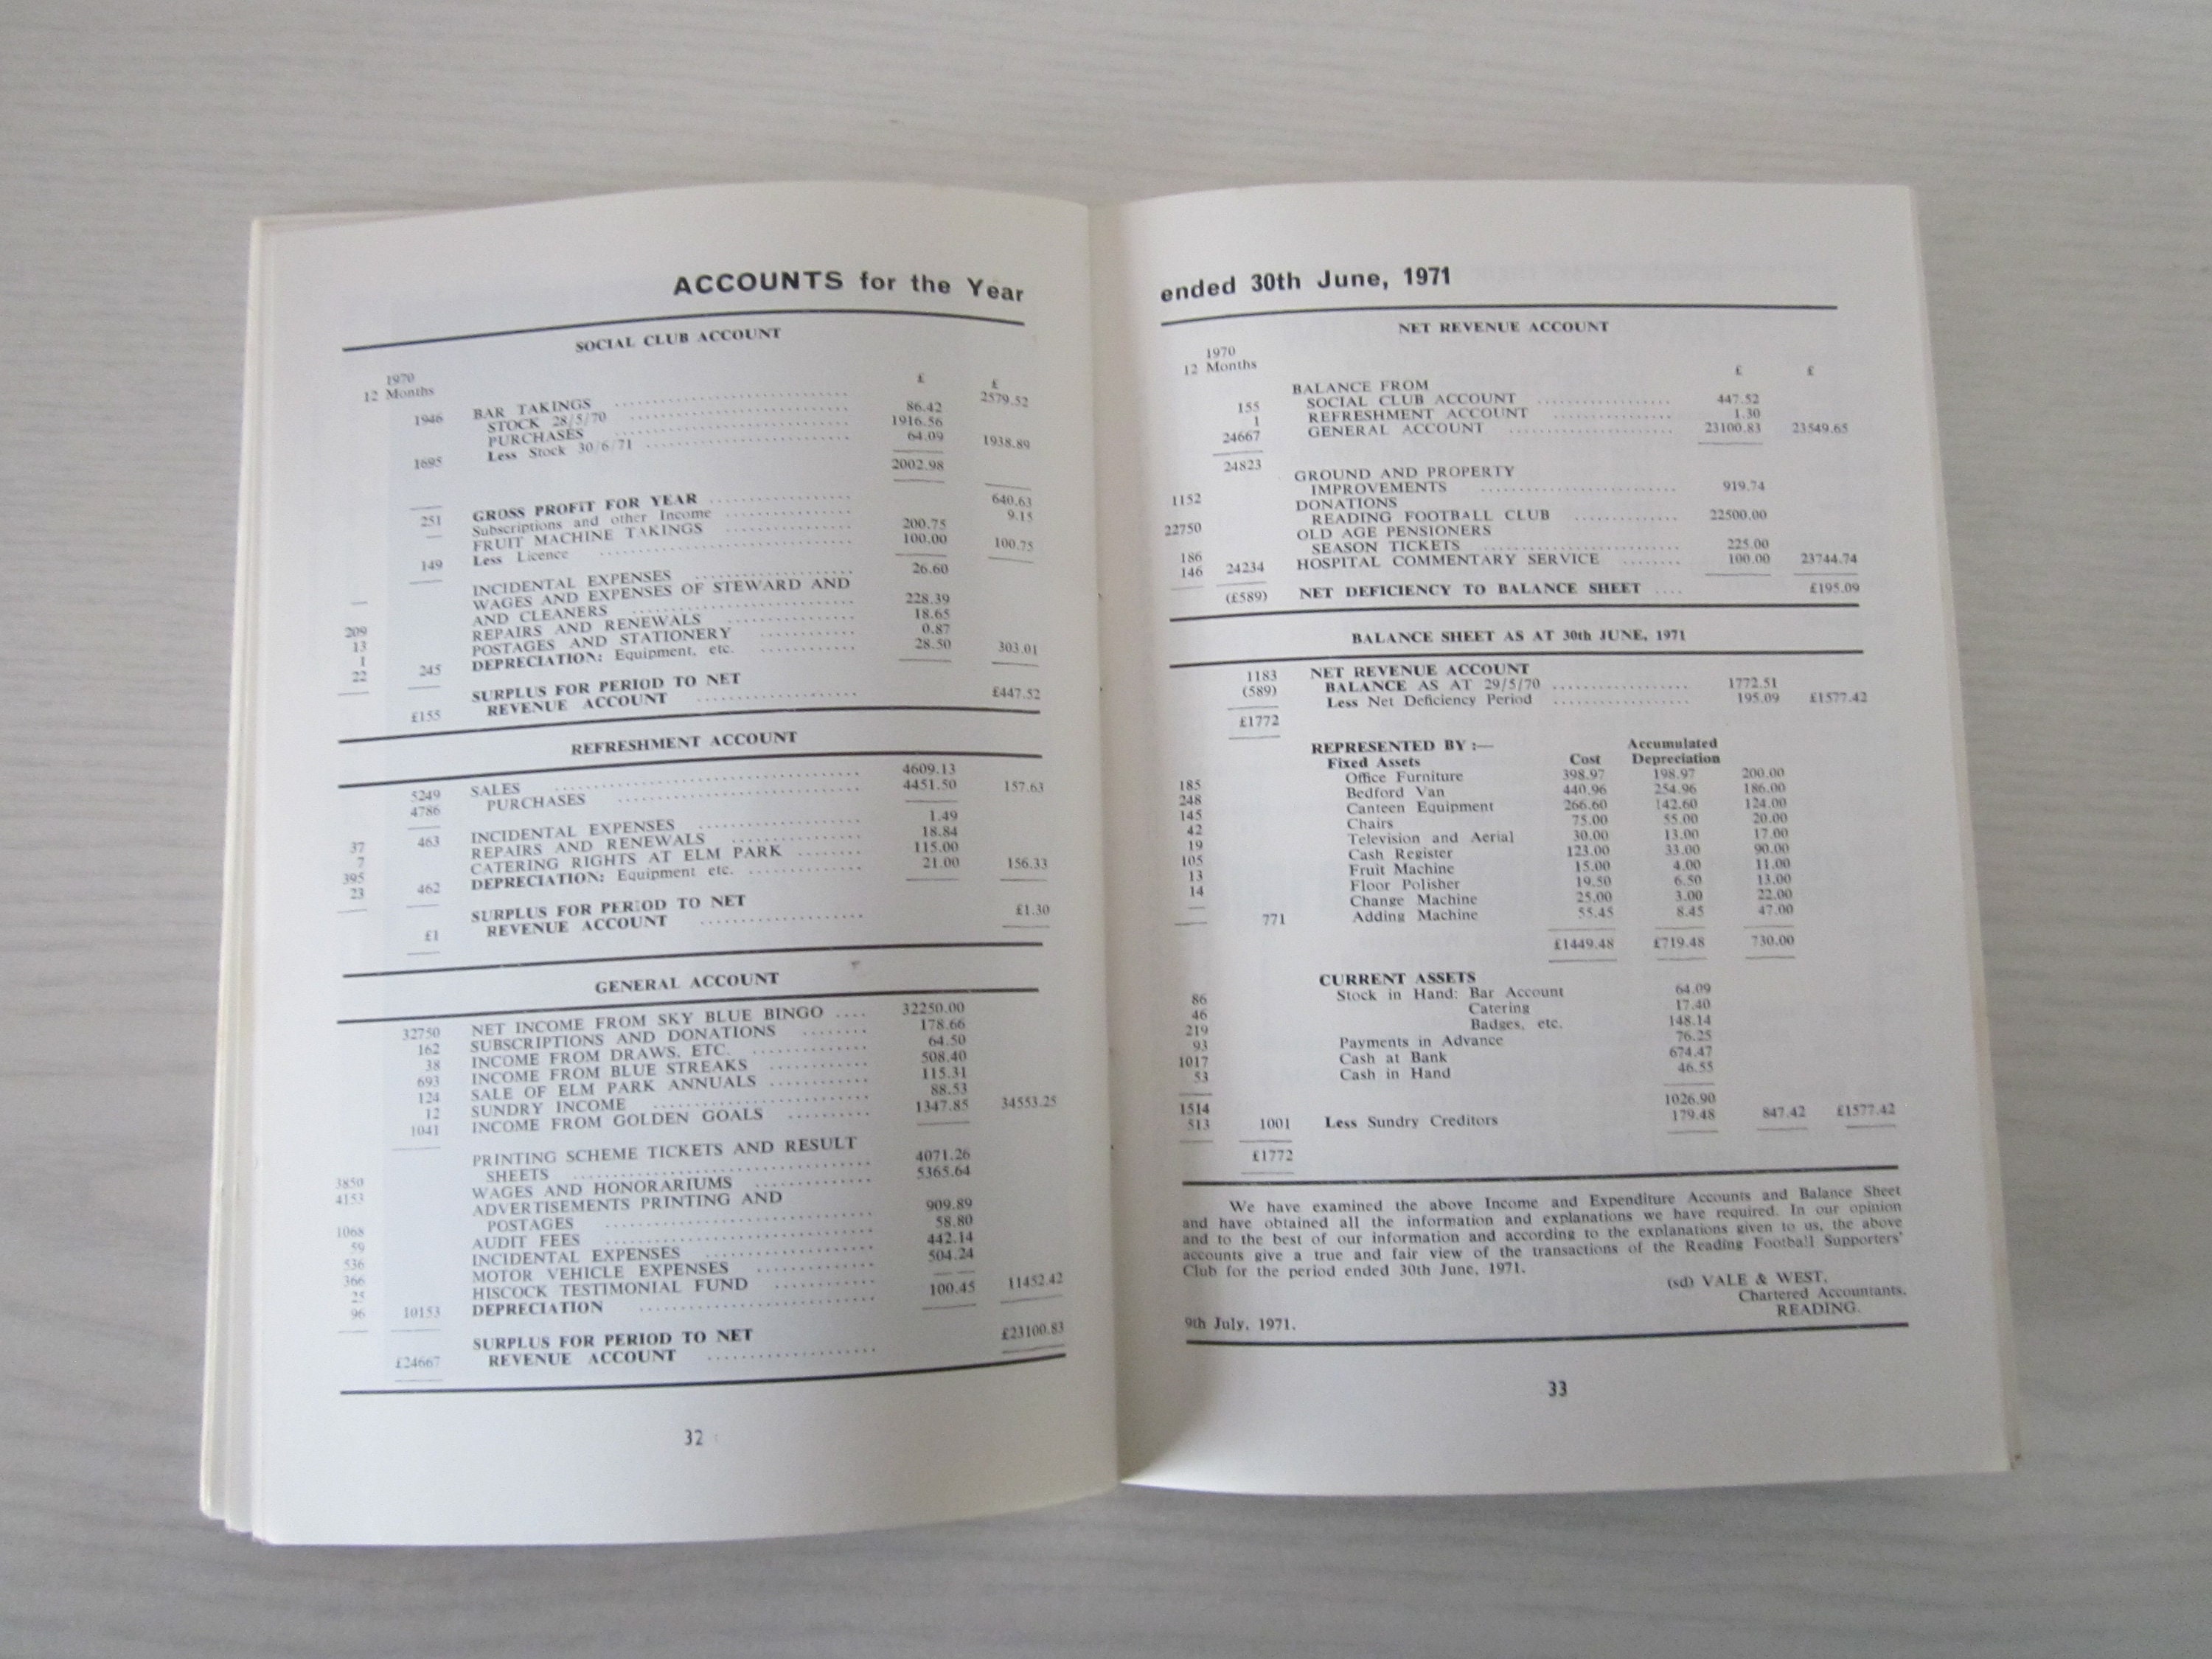 ACCOUNTS for the Year
SOCIAL CLUB ACCOUNT
1970
12 Months £ £
1946 BAR TAKINGS .......... 2579.52
STOCK 28/5/70 .......... 86.42
PURCHASES .......... 1916.56
Less Stock 30/6/71 .......... 64.09 1938.89
1695
2002.98
251 GROSS PROFIT FOR YEAR .......... 640.63
— Subscriptions and other Income .......... 9.15
FRUIT MACHINE TAKINGS .......... 200.75
149 Less Licence .......... 100.00 100.75
— INCIDENTAL EXPENSES .......... 26.60
WAGES AND EXPENSES OF STEWARD AND
209 AND CLEANERS .......... 228.39
13 REPAIRS AND RENEWALS .......... 18.65
1 POSTAGES AND STATIONERY .......... 0.87
22 245 DEPRECIATION: Equipment, etc. .......... 28.50 303.01
SURPLUS FOR PERIOD TO NET
£155 REVENUE ACCOUNT .......... £447.52
REFRESHMENT ACCOUNT
5249 SALES .......... 4609.13
4786 PURCHASES .......... 4451.50 157.63
463
37 INCIDENTAL EXPENSES .......... 1.49
7 REPAIRS AND RENEWALS .......... 18.84
395 CATERING RIGHTS AT ELM PARK ........ 115.00
23 462 DEPRECIATION: Equipment etc. .......... 21.00 156.33
SURPLUS FOR PERIOD TO NET
£1 REVENUE ACCOUNT .......... £1.30
GENERAL ACCOUNT
32750 NET INCOME FROM SKY BLUE BINGO .... 32250.00
162 SUBSCRIPTIONS AND DONATIONS ........ 178.66
38 INCOME FROM DRAWS, ETC. .......... 64.50
693 INCOME FROM BLUE STREAKS .......... 508.40
124 SALE OF ELM PARK ANNUALS .......... 115.31
12 SUNDRY INCOME .......... 88.53
1041 INCOME FROM GOLDEN GOALS .......... 1347.85 34553.25
PRINTING SCHEME TICKETS AND RESULT
3850 SHEETS .......... 4071.26
4153 WAGES AND HONORARIUMS .......... 5365.64
ADVERTISEMENTS PRINTING AND
1068 POSTAGES .......... 909.89
59 AUDIT FEES .......... 58.80
536 INCIDENTAL EXPENSES .......... 442.14
366 MOTOR VEHICLE EXPENSES .......... 504.24
25 HISCOCK TESTIMONIAL FUND .......... —
96 10153 DEPRECIATION .......... 100.45 11452.42
SURPLUS FOR PERIOD TO NET
£24667 REVENUE ACCOUNT .......... £23100.83
32
ended 30th June, 1971
NET REVENUE ACCOUNT
1970
12 Months £ £
BALANCE FROM
155 SOCIAL CLUB ACCOUNT .......... 447.52
1 REFRESHMENT ACCOUNT .......... 1.30
24667 GENERAL ACCOUNT .......... 23100.83 23549.65
24823
GROUND AND PROPERTY
1152 IMPROVEMENTS .......... 919.74
DONATIONS
22750 READING FOOTBALL CLUB .......... 22500.00
OLD AGE PENSIONERS
186 SEASON TICKETS .......... 225.00
146 24234 HOSPITAL COMMENTARY SERVICE ........ 100.00 23744.74
(£589) NET DEFICIENCY TO BALANCE SHEET .... £195.09
BALANCE SHEET AS AT 30th JUNE, 1971
NET REVENUE ACCOUNT
1183 BALANCE AS AT 29/5/70 .......... 1772.51
(589) Less Net Deficiency Period .......... 195.09 £1577.42
£1772
REPRESENTED BY :— Accumulated
Fixed Assets Cost Depreciation
185 Office Furniture 398.97 198.97 200.00
248 Bedford Van 440.96 254.96 186.00
145 Canteen Equipment 266.60 142.60 124.00
42 Chairs 75.00 55.00 20.00
19 Television and Aerial 30.00 13.00 17.00
105 Cash Register 123.00 33.00 90.00
13 Fruit Machine 15.00 4.00 11.00
14 Floor Polisher 19.50 6.50 13.00
— Change Machine 25.00 3.00 22.00
771 Adding Machine 55.45 8.45 47.00
£1449.48 £719.48 730.00
CURRENT ASSETS
86 Stock in Hand: Bar Account 64.09
46 Catering 17.40
219 Badges, etc. 148.14
93 Payments in Advance 76.25
1017 Cash at Bank 674.47
53 Cash in Hand 46.55
1514 1026.90
513 1001 Less Sundry Creditors 179.48 847.42 £1577.42
£1772
We have examined the above Income and Expenditure Accounts and Balance Sheet
and have obtained all the information and explanations we have required. In our opinion
and to the best of our information and according to the explanations given to us, the above
accounts give a true and fair view of the transactions of the Reading Football Supporters'
Club for the period ended 30th June, 1971.
(sd) VALE & WEST,
Chartered Accountants,
READING.
9th July, 1971.
33